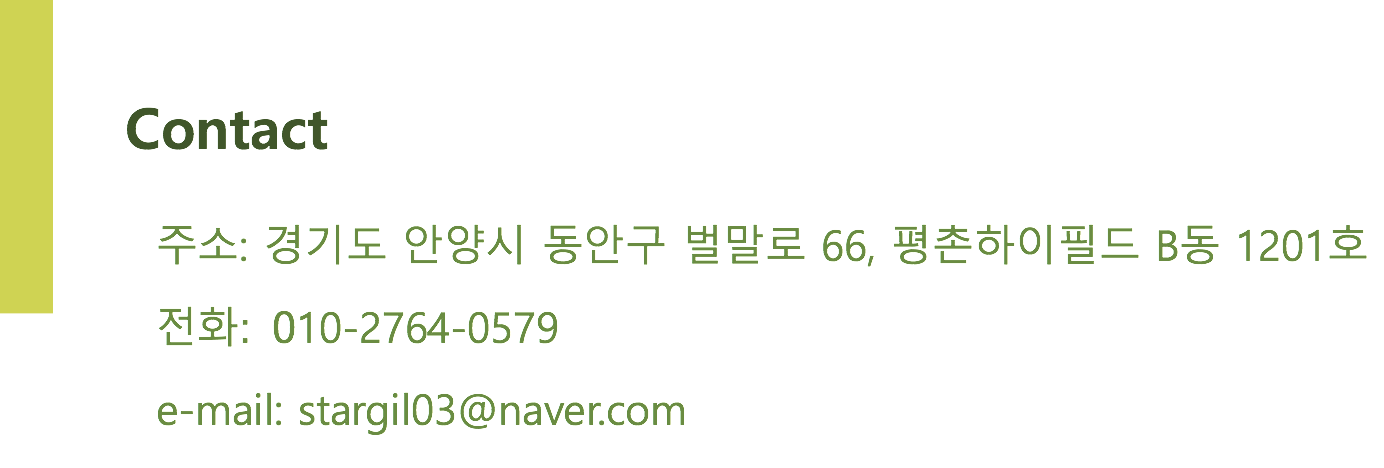 Contact
주소: 경기도 안양시 동안구 벌말로 66, 평촌하이필드 B동 1201호
전화: 010-2764-0579
e-mail: stargil03@naver.com